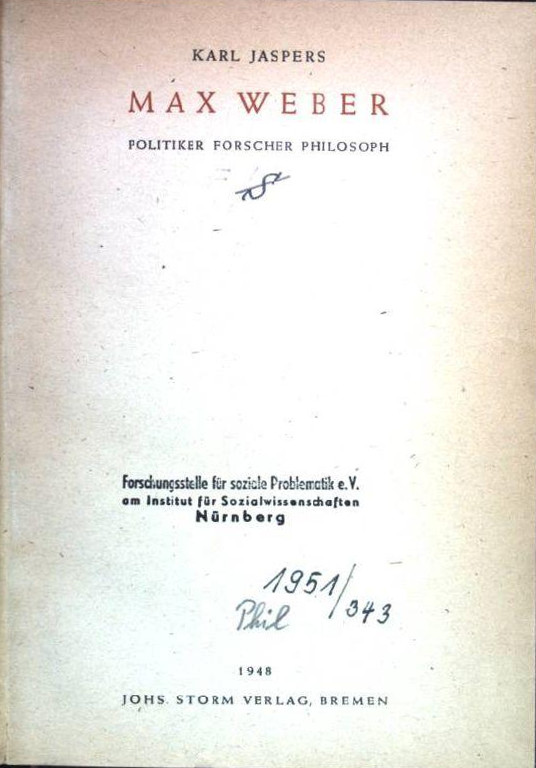 KARL JASPERS
MAX WEBER
POLITIKER FORSCHER PHILOSOPH
Forschungsstelle für soziale Problematik e.V.
am Institut für Sozialwissenschaften
Nürnberg
1951/343
Phil
1948
JOHS. STORM VERLAG, BREMEN